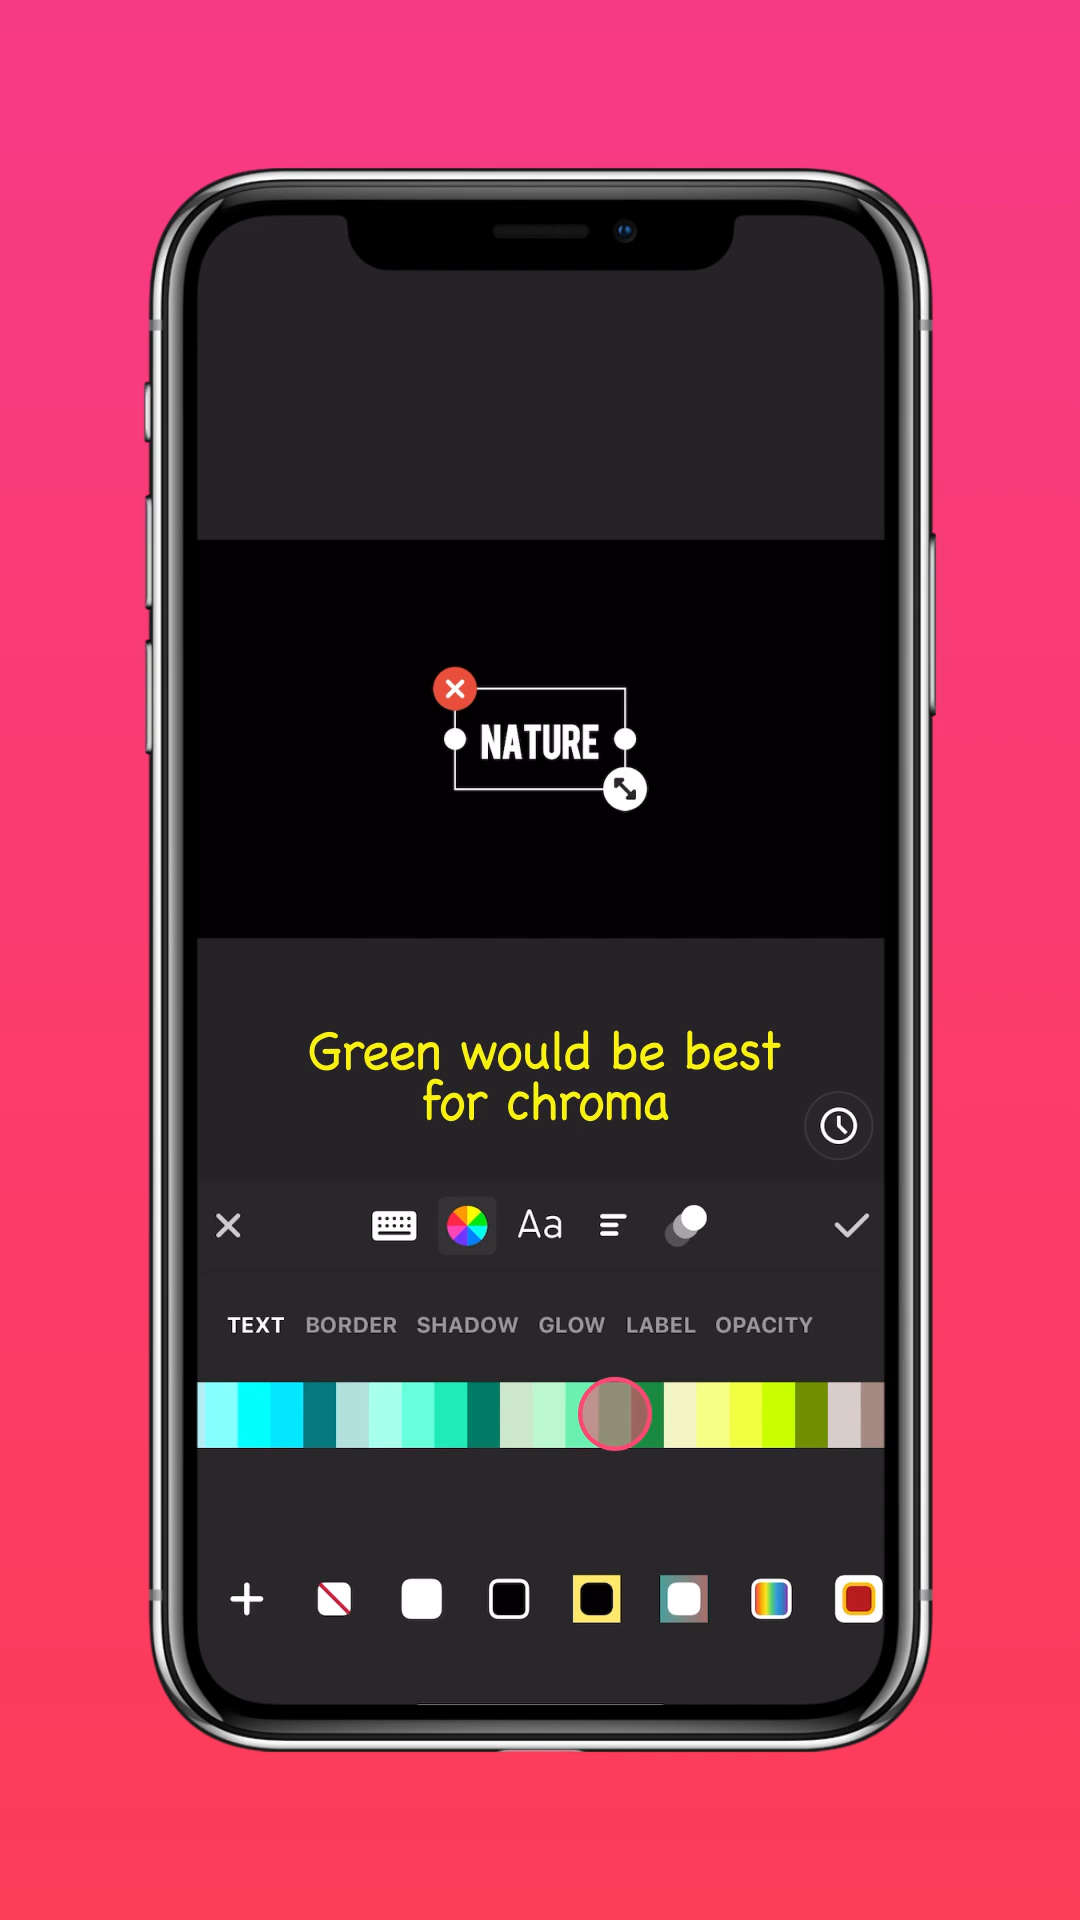 NATURE
Green would be best
for chroma
Aa
TEXT BORDER SHADOW GLOW LABEL OPACITY